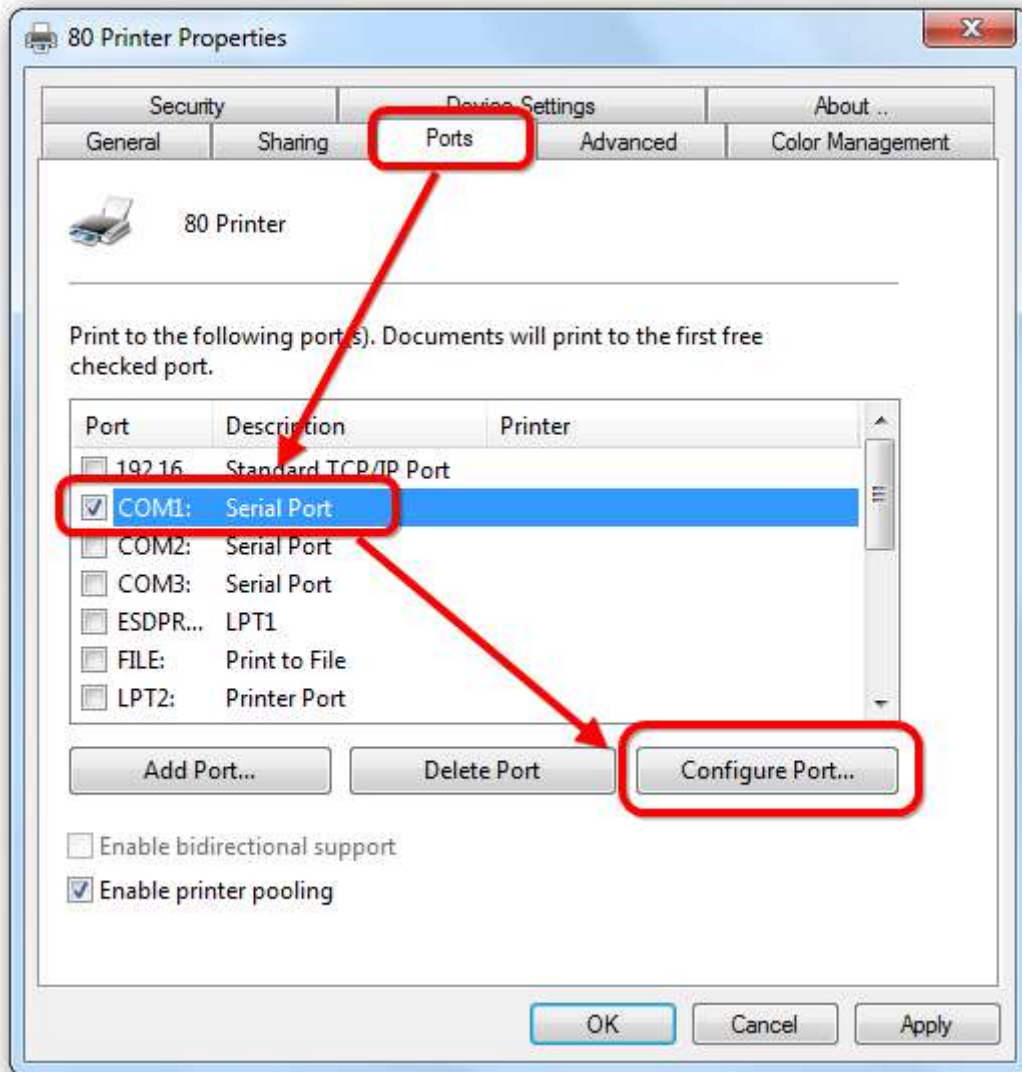 80 Printer Properties
Security Device Settings About ..
General Sharing Ports Advanced Color Management
80 Printer
Print to the following port(s). Documents will print to the first free
checked port.
Port Description Printer
192.16... Standard TCP/IP Port
COM1: Serial Port
COM2: Serial Port
COM3: Serial Port
ESDPR... LPT1
FILE: Print to File
LPT2: Printer Port
Add Port... Delete Port Configure Port...
Enable bidirectional support
Enable printer pooling
OK Cancel Apply